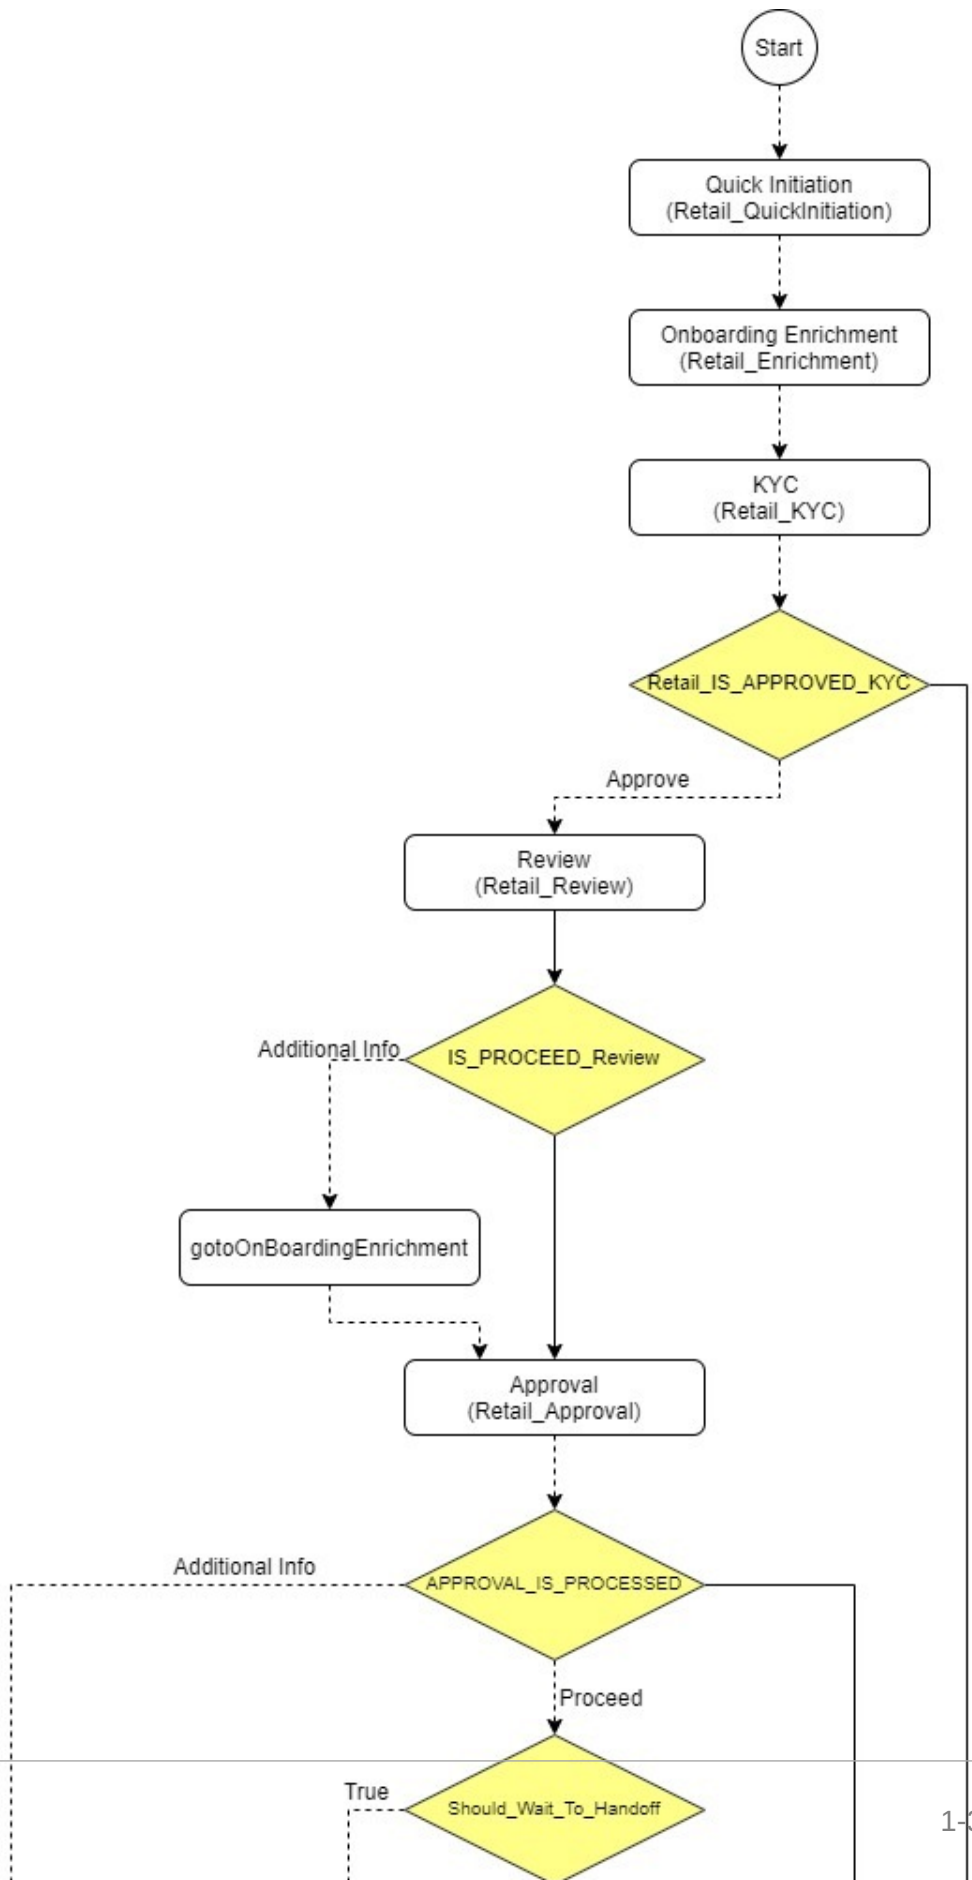 Start
Quick Initiation
(Retail_QuickInitiation)
Onboarding Enrichment
(Retail_Enrichment)
KYC
(Retail_KYC)
Retail_IS_APPROVED_KYC
Approve
Review
(Retail_Review)
Additional Info
IS_PROCEED_Review
gotoOnBoardingEnrichment
Approval
(Retail_Approval)
Additional Info
APPROVAL_IS_PROCESSED
Proceed
True
Should_Wait_To_Handoff